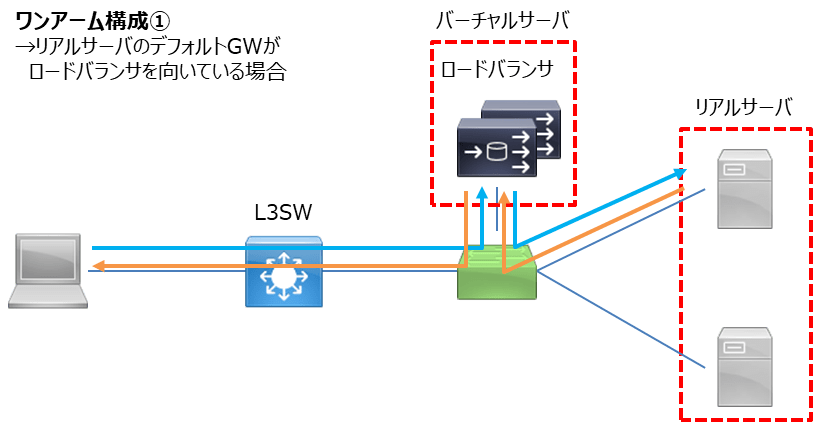 ワンアーム構成①
→リアルサーバのデフォルトGWが
ロードバランサを向いている場合
バーチャルサーバ
ロードバランサ
リアルサーバ
L3SW